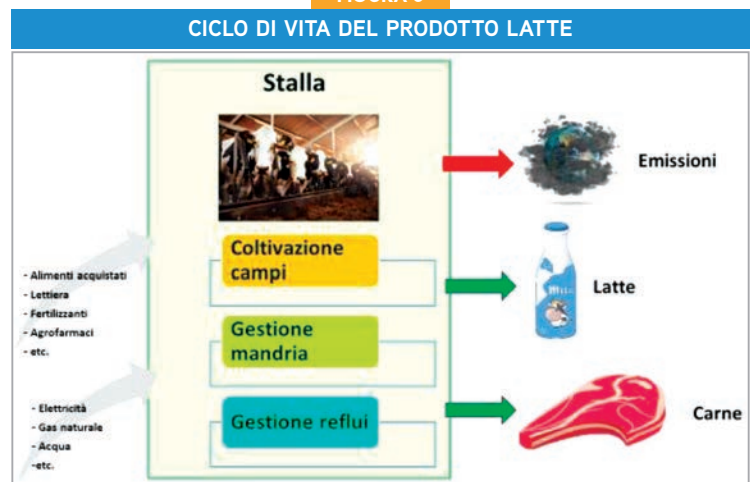 CICLO DI VITA DEL PRODOTTO LATTE
Stalla
Emissioni
Coltivazione
campi
- Alimenti acquistati
- Lettiera
- Fertilizzanti
- Agrofarmaci
- etc.
Latte
Gestione
mandria
- Elettricità
- Gas naturale
- Acqua
-etc.
Gestione reflui
Carne